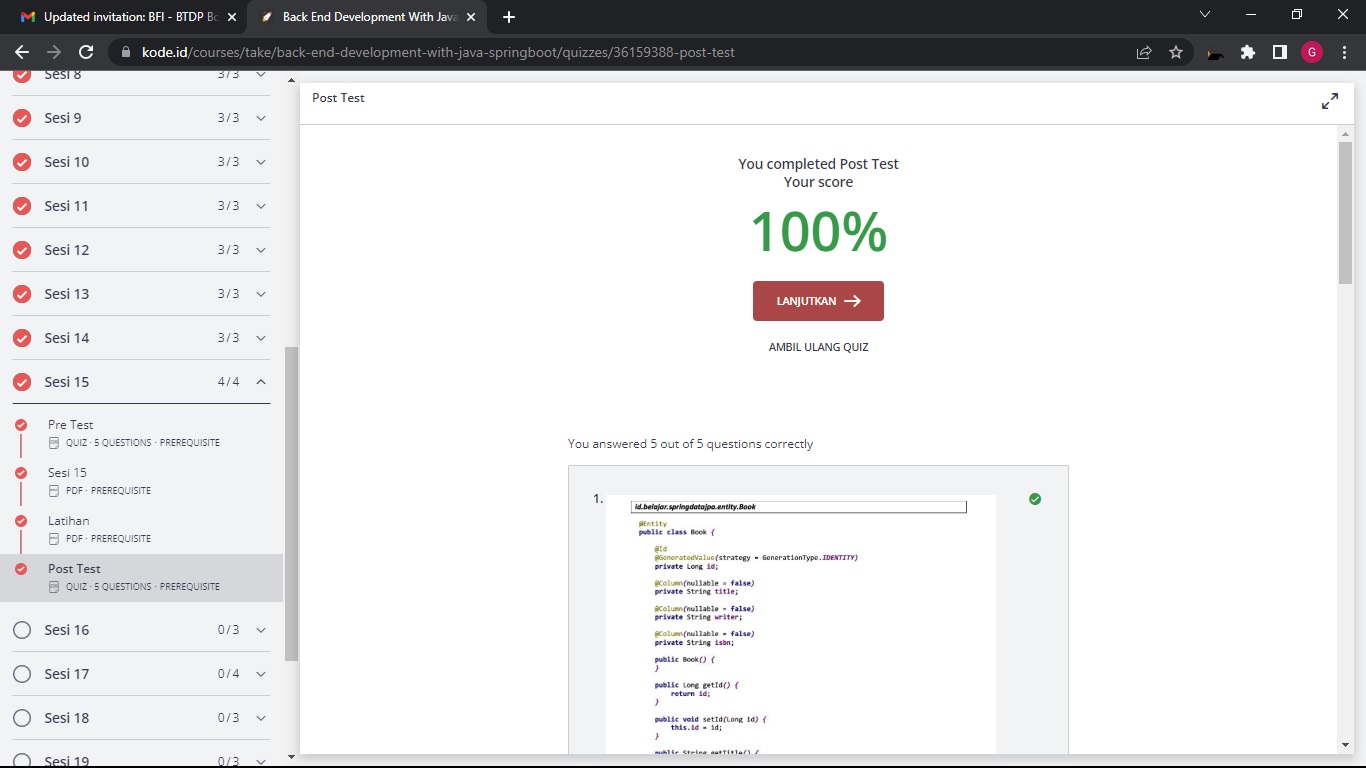 Updated invitation: BFI - BTDP Bo
Back End Development With Java
kode.id/courses/take/back-end-development-with-java-springboot/quizzes/36159388-post-test
G
Sesi 8 3/3
Sesi 9 3/3
Sesi 10 3/3
Sesi 11 3/3
Sesi 12 3/3
Sesi 13 3/3
Sesi 14 3/3
Sesi 15 4/4
Pre Test
QUIZ · 5 QUESTIONS · PREREQUISITE
Sesi 15
PDF · PREREQUISITE
Latihan
PDF · PREREQUISITE
Post Test
QUIZ · 5 QUESTIONS · PREREQUISITE
Sesi 16 0/3
Sesi 17 0/4
Sesi 18 0/3
Sesi 19 0/3
Post Test
You completed Post Test
Your score
100%
LANJUTKAN
AMBIL ULANG QUIZ
You answered 5 out of 5 questions correctly
1.
id.belajar.springdatajpa.entity.Book
@Entity
public class Book {
@Id
@GeneratedValue(strategy = GenerationType.IDENTITY)
private Long id;
@Column(nullable = false)
private String title;
@Column(nullable = false)
private String writer;
@Column(nullable = false)
private String isbn;
public Book() {
}
public Long getId() {
return id;
}
public void setId(Long id) {
this.id = id;
}
public String getTitle() {